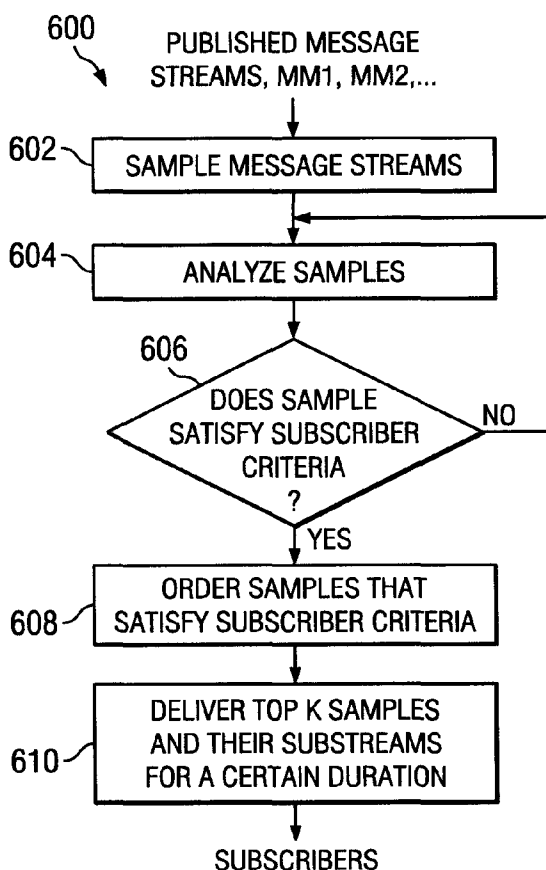 600
PUBLISHED MESSAGE
STREAMS, MM1, MM2,...
602
SAMPLE MESSAGE STREAMS
604
ANALYZE SAMPLES
606
DOES SAMPLE
SATISFY SUBSCRIBER
CRITERIA
?
NO
YES
608
ORDER SAMPLES THAT
SATISFY SUBSCRIBER CRITERIA
610
DELIVER TOP K SAMPLES
AND THEIR SUBSTREAMS
FOR A CERTAIN DURATION
SUBSCRIBERS